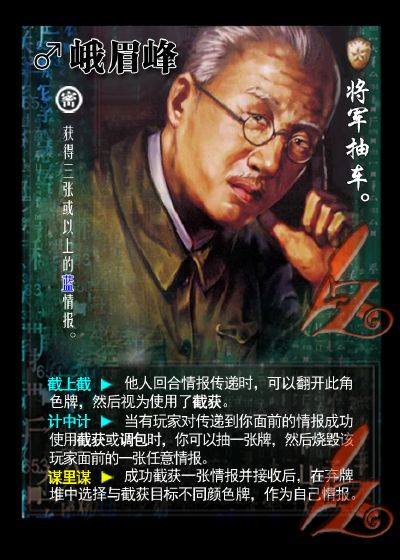 ♂峨眉峰
密
获得三张或以上的蓝情报。
将军抽车。
截上截 ► 他人回合情报传递时，可以翻开此角
色牌，然后视为使用了截获。
计中计 ► 当有玩家对传递到你面前的情报成功
使用截获或调包时，你可以抽一张牌，然后烧毁该
玩家面前的一张任意情报。
谋里谋 ► 成功截获一张情报并接收后，在弃牌
堆中选择与截获目标不同颜色牌，作为自己情报。